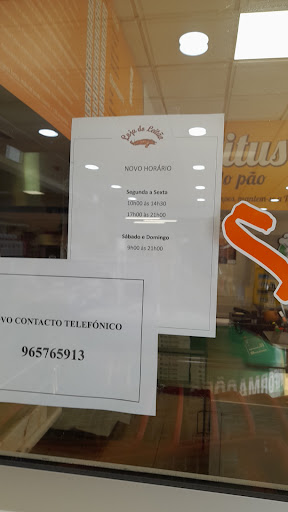 Loja do Leitão
NOVO HORÁRIO
Segunda a Sexta
10h00 às 14h30
17h00 às 21h00
Sábado e Domingo
9h00 às 21h00
VO CONTACTO TELEFÓNICO
965765913
itus
o pão